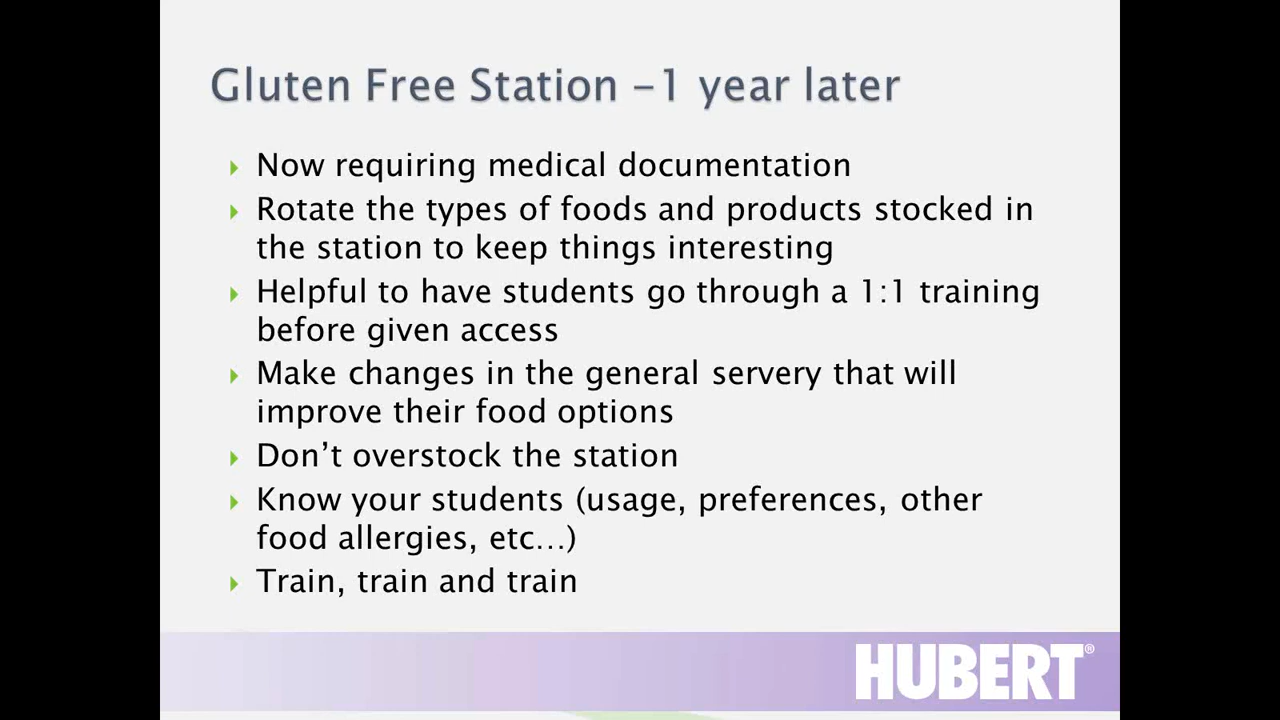 Gluten Free Station –1 year later
Now requiring medical documentation
Rotate the types of foods and products stocked in
the station to keep things interesting
Helpful to have students go through a 1:1 training
before given access
Make changes in the general servery that will
improve their food options
Don’t overstock the station
Know your students (usage, preferences, other
food allergies, etc…)
Train, train and train
HUBERT®